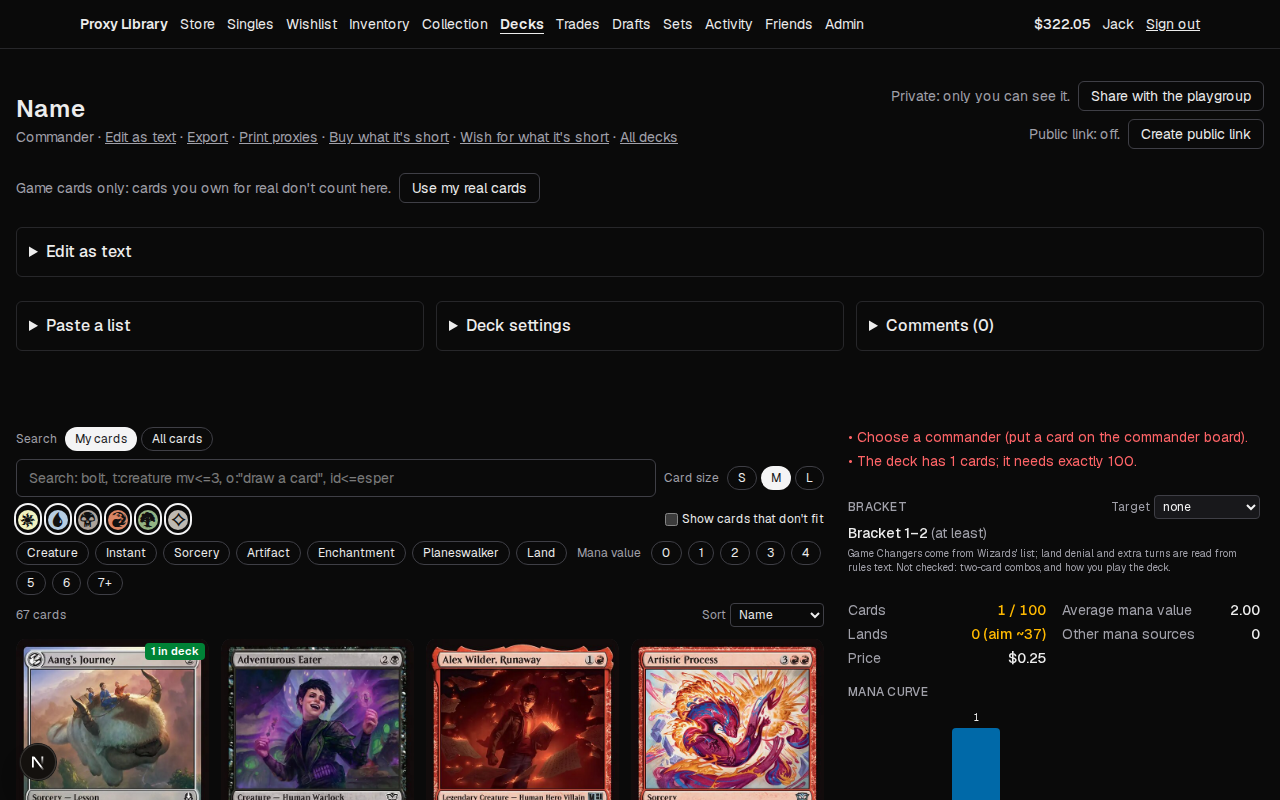 Proxy Library Store Singles Wishlist Inventory Collection Decks Trades Drafts Sets Activity Friends Admin $322.05 Jack Sign out
Name
Private: only you can see it. Share with the playgroup
Commander · Edit as text · Export · Print proxies · Buy what it's short · Wish for what it's short · All decks
Public link: off. Create public link
Game cards only: cards you own for real don't count here. Use my real cards
Edit as text
Paste a list
Deck settings
Comments (0)
Search My cards All cards
Search: bolt, t:creature mv<=3, o:"draw a card", id<=esper
Card size S M L
Show cards that don't fit
Creature Instant Sorcery Artifact Enchantment Planeswalker Land Mana value 0 1 2 3 4
5 6 7+
67 cards
Sort Name
1 in deck
Aang's Journey
Sorcery — Lesson
Adventurous Eater 2
Creature — Human Warlock
Alex Wilder, Runaway 1
Legendary Creature — Human Hero Villain
Artistic Process 3
Sorcery
N
• Choose a commander (put a card on the commander board).
• The deck has 1 cards; it needs exactly 100.
BRACKET
Target none
Bracket 1–2 (at least)
Game Changers come from Wizards' list; land denial and extra turns are read from
rules text. Not checked: two-card combos, and how you play the deck.
Cards 1 / 100 Average mana value 2.00
Lands 0 (aim ~37) Other mana sources 0
Price $0.25
MANA CURVE
1